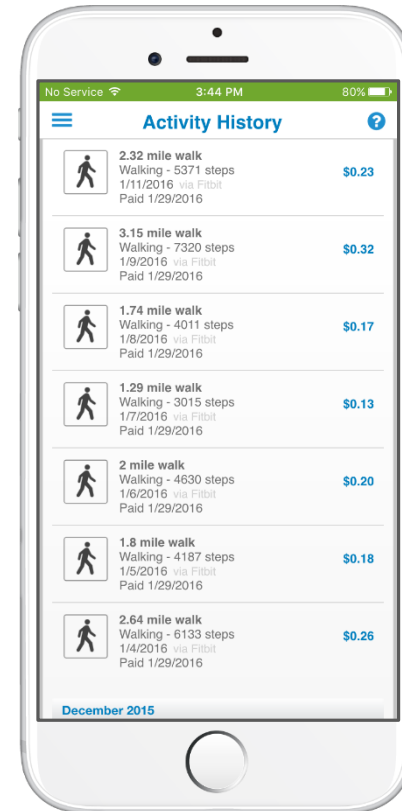 No Service 3:44 PM 80%
Activity History ?
2.32 mile walk
Walking - 5371 steps
$0.23
1/11/2016 via Fitbit
Paid 1/29/2016
3.15 mile walk
Walking - 7320 steps
$0.32
1/9/2016 via Fitbit
Paid 1/29/2016
1.74 mile walk
Walking - 4011 steps
$0.17
1/8/2016 via Fitbit
Paid 1/29/2016
1.29 mile walk
Walking - 3015 steps
$0.13
1/7/2016 via Fitbit
Paid 1/29/2016
2 mile walk
Walking - 4630 steps
$0.20
1/6/2016 via Fitbit
Paid 1/29/2016
1.8 mile walk
Walking - 4187 steps
$0.18
1/5/2016 via Fitbit
Paid 1/29/2016
2.64 mile walk
Walking - 6133 steps
$0.26
1/4/2016 via Fitbit
Paid 1/29/2016
December 2015